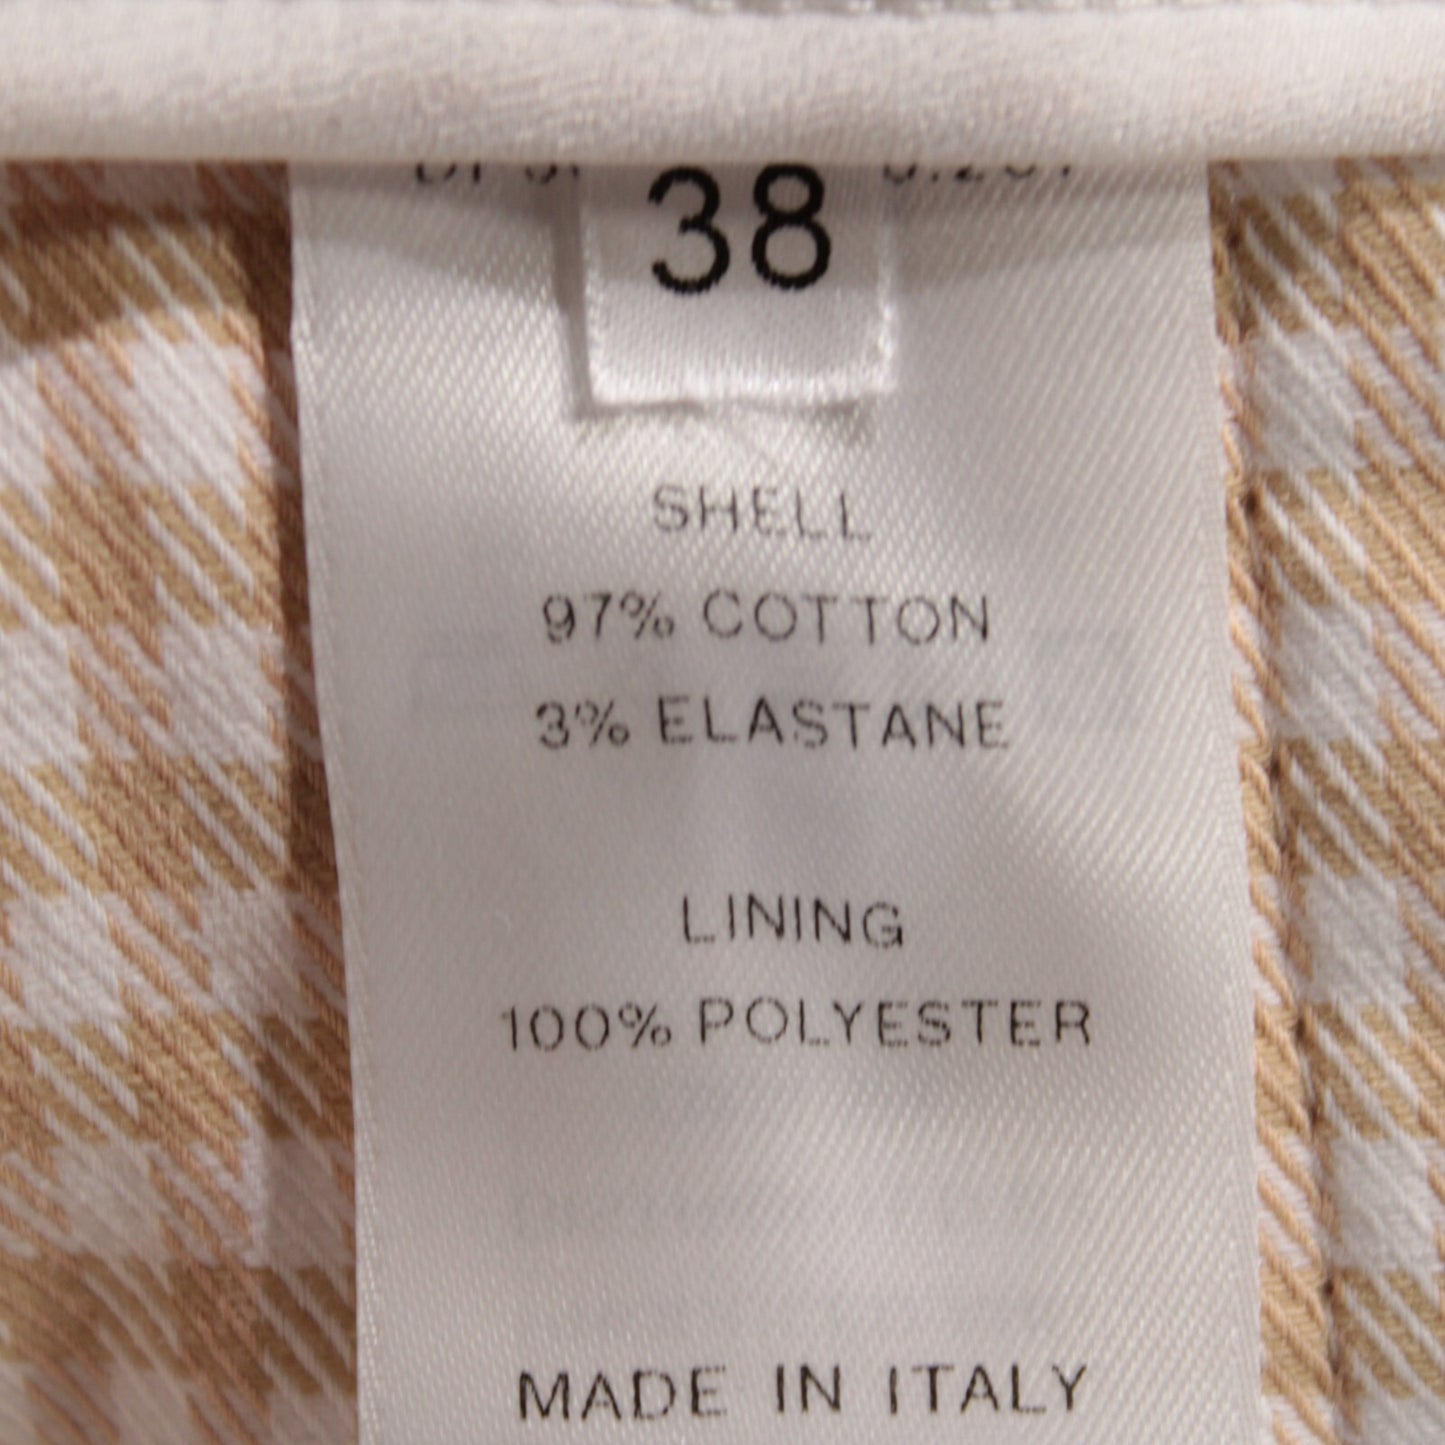 38
SHELL
97% COTTON
3% ELASTANE
LINING
100% POLYESTER
MADE IN ITALY